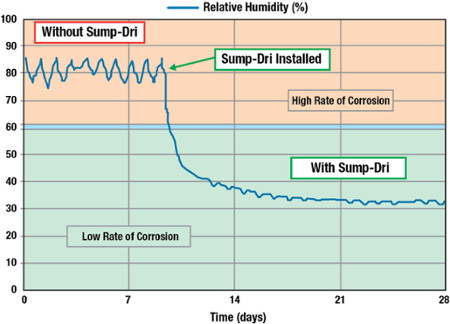 Relative Humidity (%)
100
90
80
70
60
50
40
30
20
10
0
Without Sump-Dri
Sump-Dri Installed
High Rate of Corrosion
With Sump-Dri
Low Rate of Corrosion
0 7 14 21 28
Time (days)